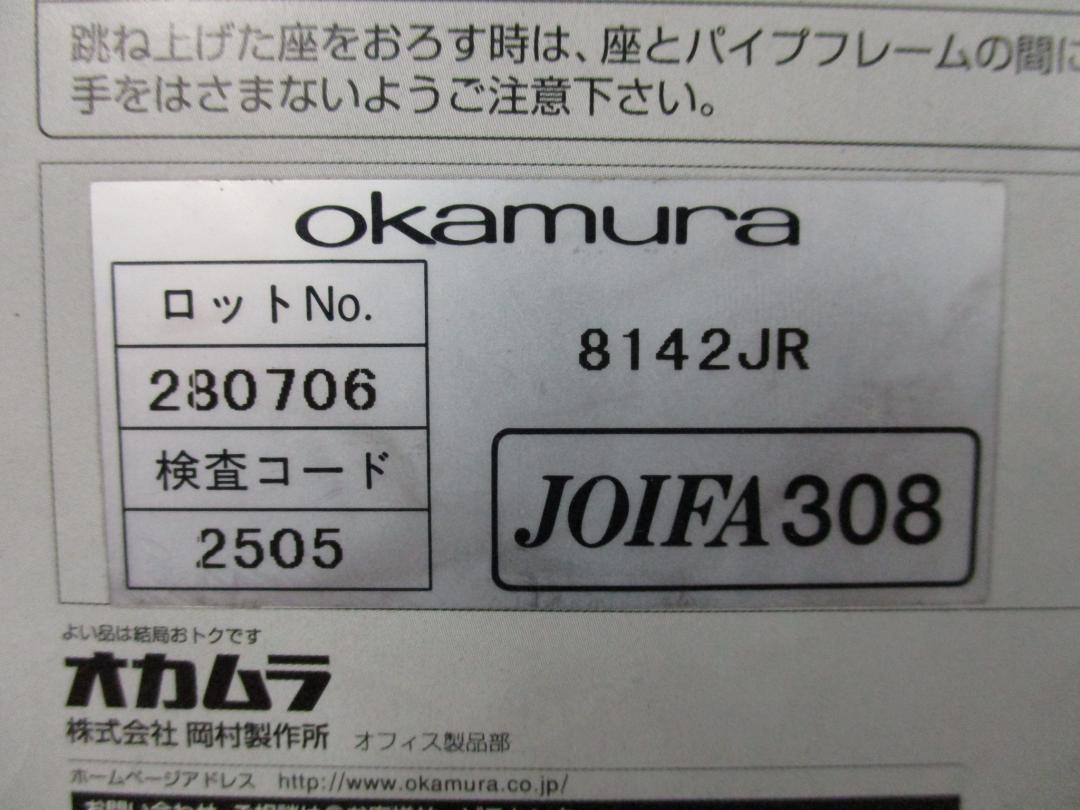 跳ね上げた座をおろす時は、座とパイプフレームの間に
手をはさまないようご注意下さい。
okamura
ロットNo.
280706
8142JR
検査コード
2505
JOIFA 308
よい品は結局おトクです
オカムラ
株式会社 岡村製作所 オフィス製品部
ホームページアドレス http://www.okamura.co.jp/